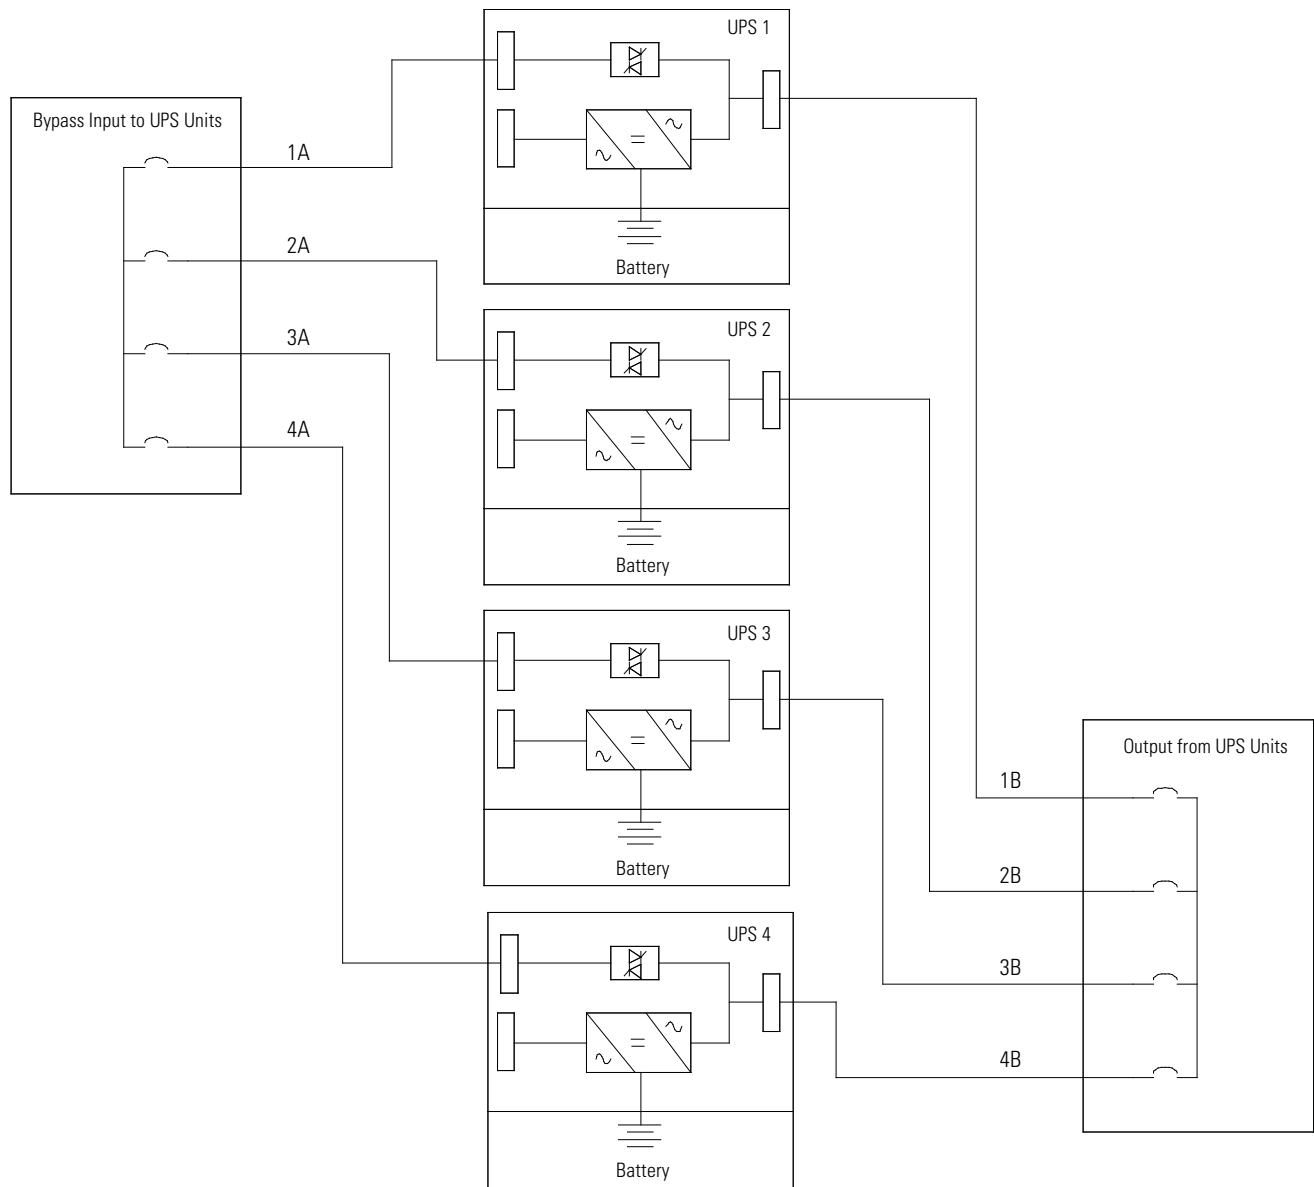 UPS 1
Bypass Input to UPS Units
1A
2A
Battery
UPS 2
3A
4A
Battery
UPS 3
Output from UPS Units
1B
Battery
2B
UPS 4
3B
4B
Battery